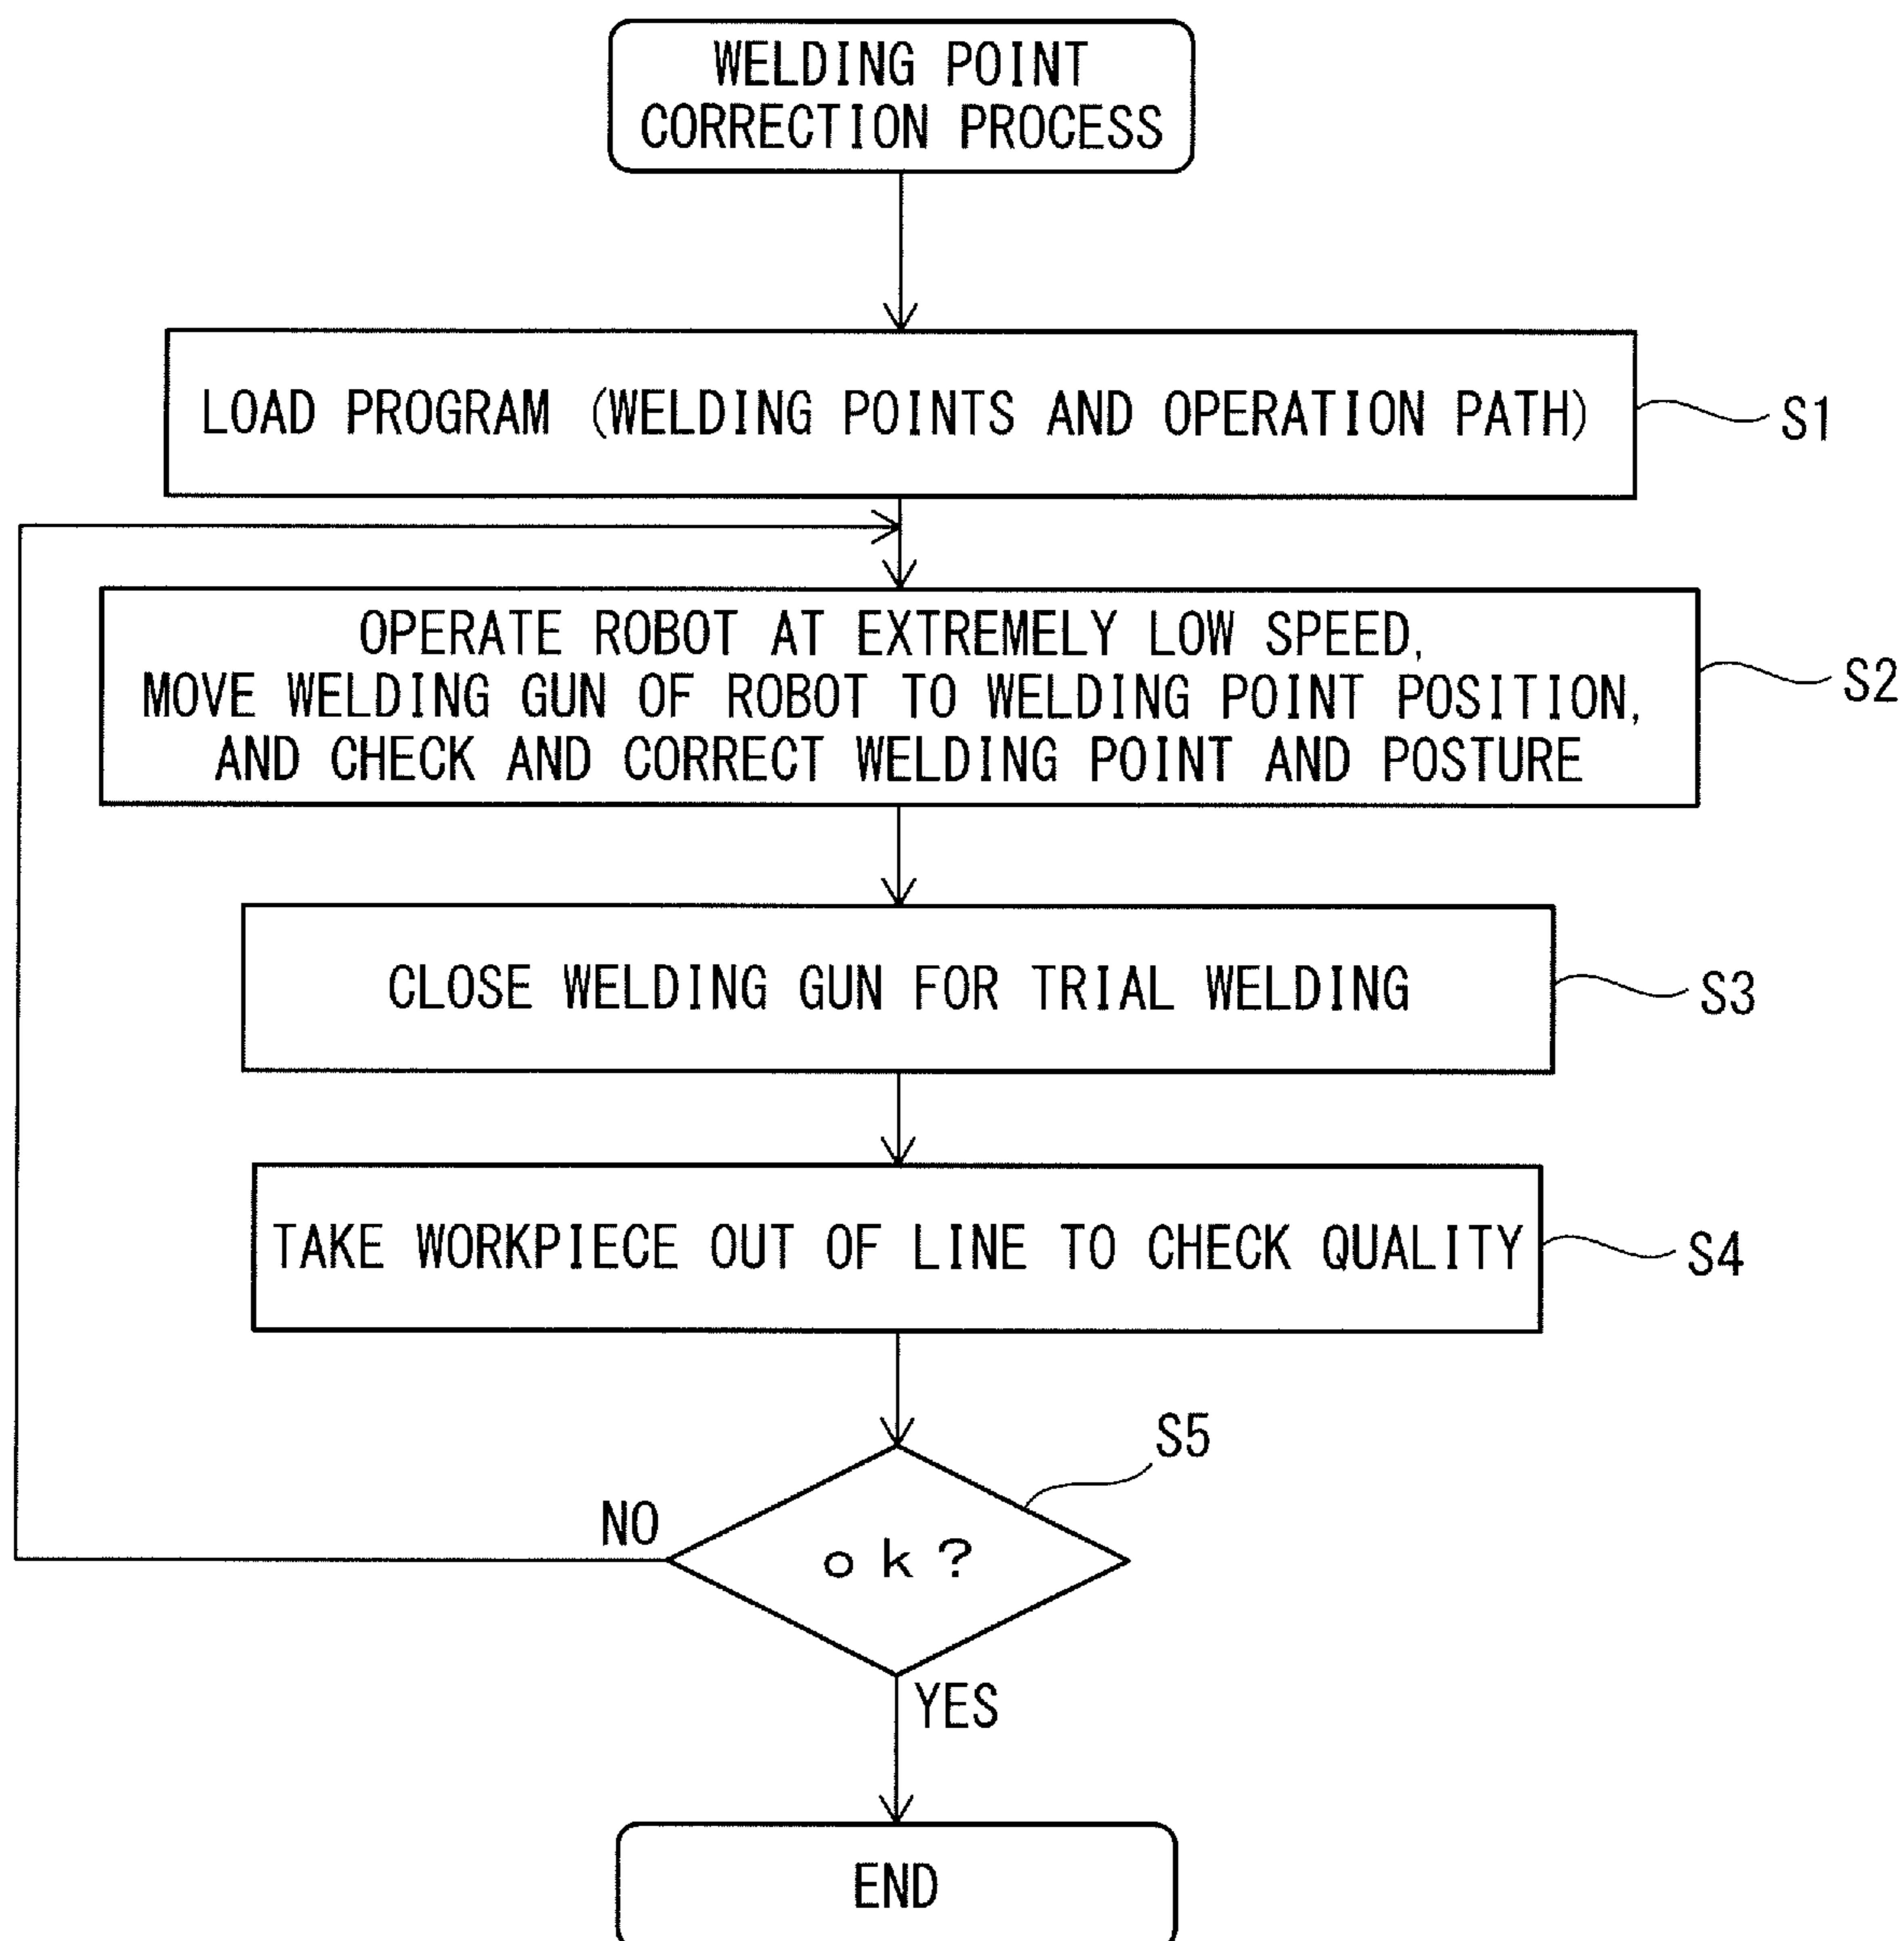 WELDING POINT
CORRECTION PROCESS
LOAD PROGRAM (WELDING POINTS AND OPERATION PATH)
S1
OPERATE ROBOT AT EXTREMELY LOW SPEED,
MOVE WELDING GUN OF ROBOT TO WELDING POINT POSITION,
AND CHECK AND CORRECT WELDING POINT AND POSTURE
S2
CLOSE WELDING GUN FOR TRIAL WELDING
S3
TAKE WORKPIECE OUT OF LINE TO CHECK QUALITY
S4
S5
NO
ok?
YES
END